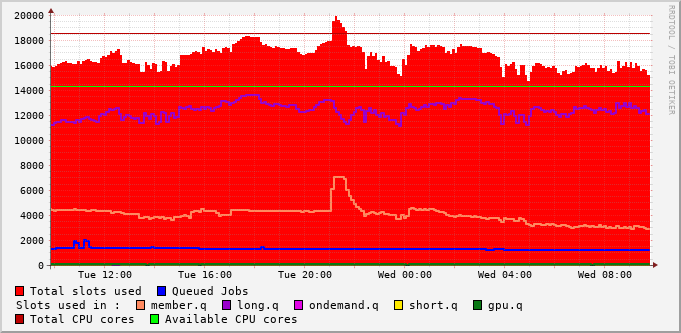 20000
18000
16000
14000
12000
10000
8000
6000
4000
2000
0
Tue 12:00 Tue 16:00 Tue 20:00 Wed 00:00 Wed 04:00 Wed 08:00
RRDTOOL / TOBI OETIKER
Total slots used Queued Jobs
Slots used in : member.q long.q ondemand.q short.q gpu.q
Total CPU cores Available CPU cores